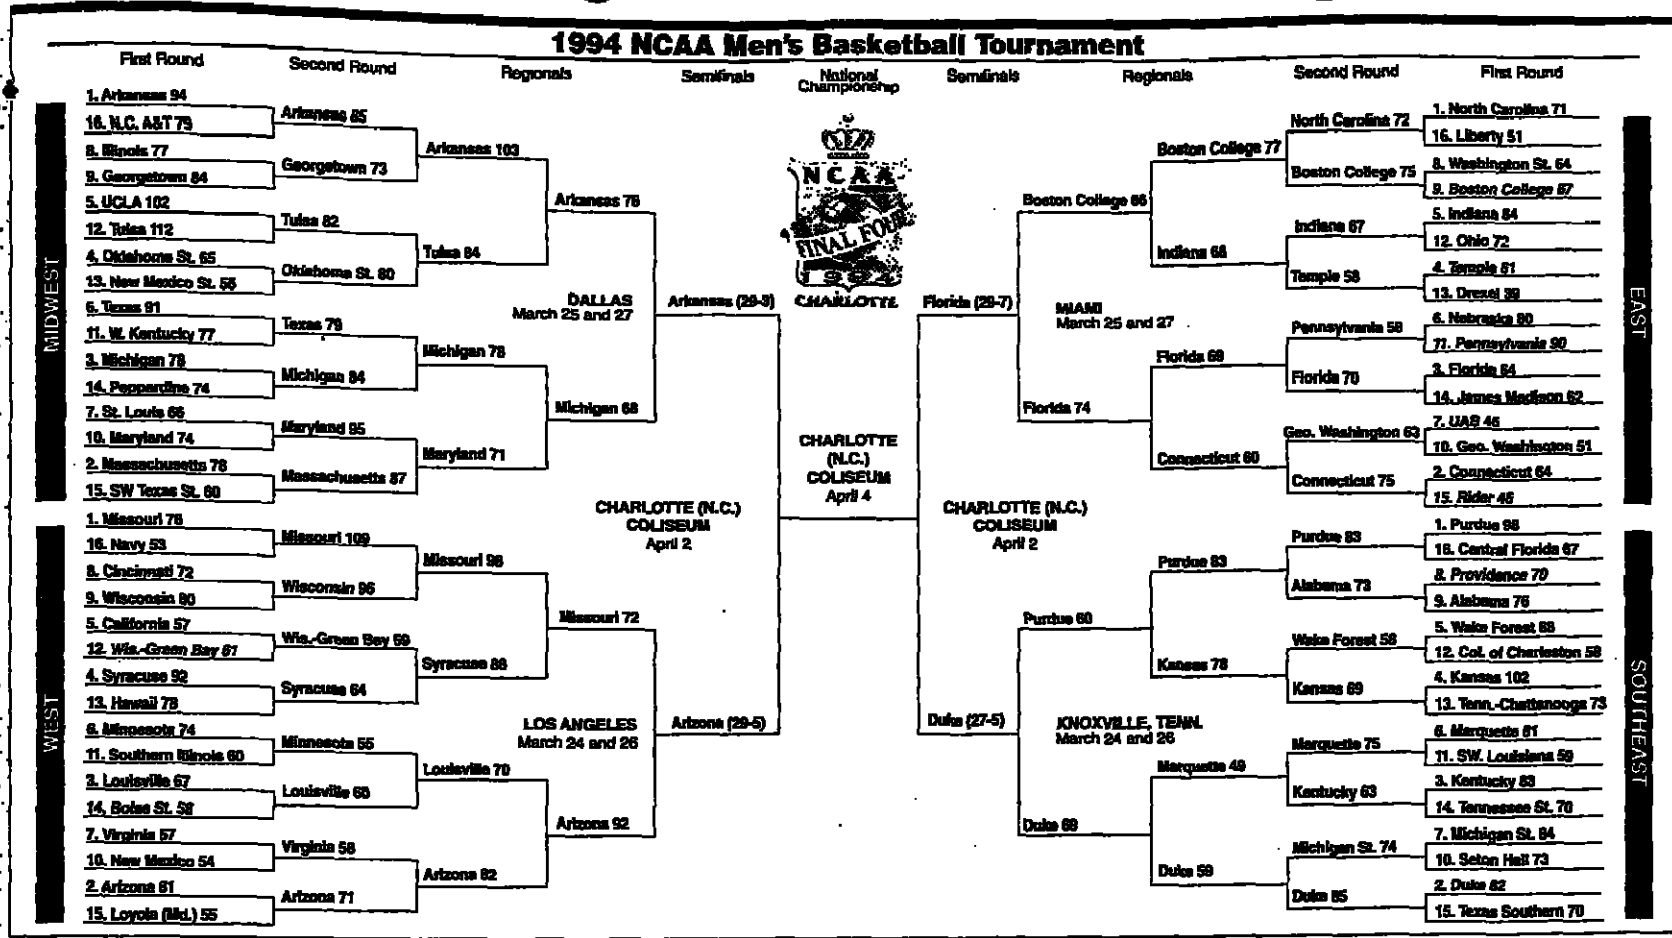 1994 NCAA Men's Basketball Tournament
First Round
Second Round
Regionals
Semifinals
National
Championship
Semifinals
Regionals
Second Round
First Round
MIDWEST
1. Arkansas 94
16. N.C. A&T 79
8. Illinois 77
9. Georgetown 84
5. UCLA 102
12. Tulsa 112
4. Oklahoma St. 65
13. New Mexico St. 55
6. Texas 91
11. W. Kentucky 77
3. Michigan 78
14. Pepperdine 74
7. St. Louis 66
10. Maryland 74
2. Massachusetts 78
15. SW Texas St. 60
Arkansas 85
Georgetown 73
Tulsa 82
Oklahoma St. 80
Texas 79
Michigan 84
Maryland 95
Massachusetts 87
Arkansas 103
Tulsa 84
Michigan 78
Maryland 71
Arkansas 76
Michigan 68
DALLAS
March 25 and 27
Arkansas (29-3)
WEST
1. Missouri 76
16. Navy 53
8. Cincinnati 72
9. Wisconsin 80
5. California 57
12. Wis.-Green Bay 61
4. Syracuse 92
13. Hawaii 78
6. Minnesota 74
11. Southern Illinois 60
3. Louisville 67
14. Boise St. 58
7. Virginia 57
10. New Mexico 54
2. Arizona 81
15. Loyola (Md.) 55
Missouri 109
Wisconsin 96
Wis.-Green Bay 59
Syracuse 64
Minnesota 55
Louisville 60
Virginia 58
Arizona 71
Missouri 98
Syracuse 88
Louisville 70
Arizona 82
Missouri 72
Arizona 92
LOS ANGELES
March 24 and 26
Arizona (29-5)
CHARLOTTE (N.C.)
COLISEUM
April 2
NCAA
FINAL FOUR
1994
CHARLOTTE
CHARLOTTE
(N.C.)
COLISEUM
April 4
CHARLOTTE (N.C.)
COLISEUM
April 2
Florida (29-7)
Boston College 66
Florida 74
MIAMI
March 25 and 27
Boston College 77
Indiana 68
Florida 69
Connecticut 60
North Carolina 72
Boston College 75
Indiana 67
Temple 58
Pennsylvania 58
Florida 70
Geo. Washington 63
Connecticut 75
1. North Carolina 71
16. Liberty 51
8. Washington St. 64
9. Boston College 67
5. Indiana 84
12. Ohio 72
4. Temple 61
13. Drexel 39
6. Nebraska 80
11. Pennsylvania 90
3. Florida 64
14. James Madison 62
7. UAB 46
10. Geo. Washington 51
2. Connecticut 64
15. Rider 46
EAST
Duke (27-5)
Purdue 60
Duke 69
KNOXVILLE, TENN.
March 24 and 26
Purdue 83
Kansas 78
Marquette 49
Duke 59
Purdue 83
Alabama 73
Wake Forest 58
Kansas 69
Marquette 75
Kentucky 63
Michigan St. 74
Duke 85
1. Purdue 98
16. Central Florida 67
8. Providence 70
9. Alabama 76
5. Wake Forest 68
12. Col. of Charleston 58
4. Kansas 102
13. Tenn.-Chattanooga 73
6. Marquette 81
11. SW. Louisiana 59
3. Kentucky 83
14. Tennessee St. 70
7. Michigan St. 84
10. Seton Hall 73
2. Duke 82
15. Texas Southern 70
SOUTHEAST